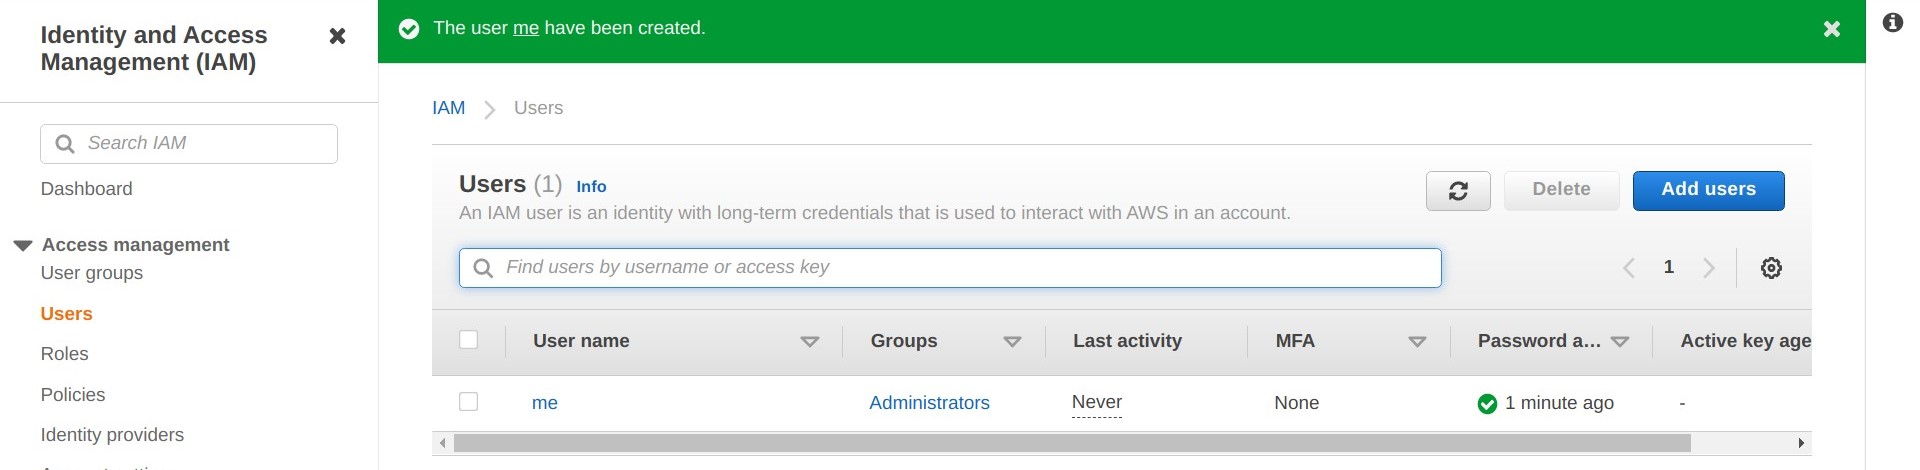 Identity and Access
Management (IAM)
Search IAM
Dashboard
Access management
User groups
Users
Roles
Policies
Identity providers
The user me have been created.
IAM
Users
Users (1) Info
An IAM user is an identity with long-term credentials that is used to interact with AWS in an account.
Delete
Add users
Find users by username or access key
1
User name Groups Last activity MFA Password a... Active key age
me Administrators Never None 1 minute ago -